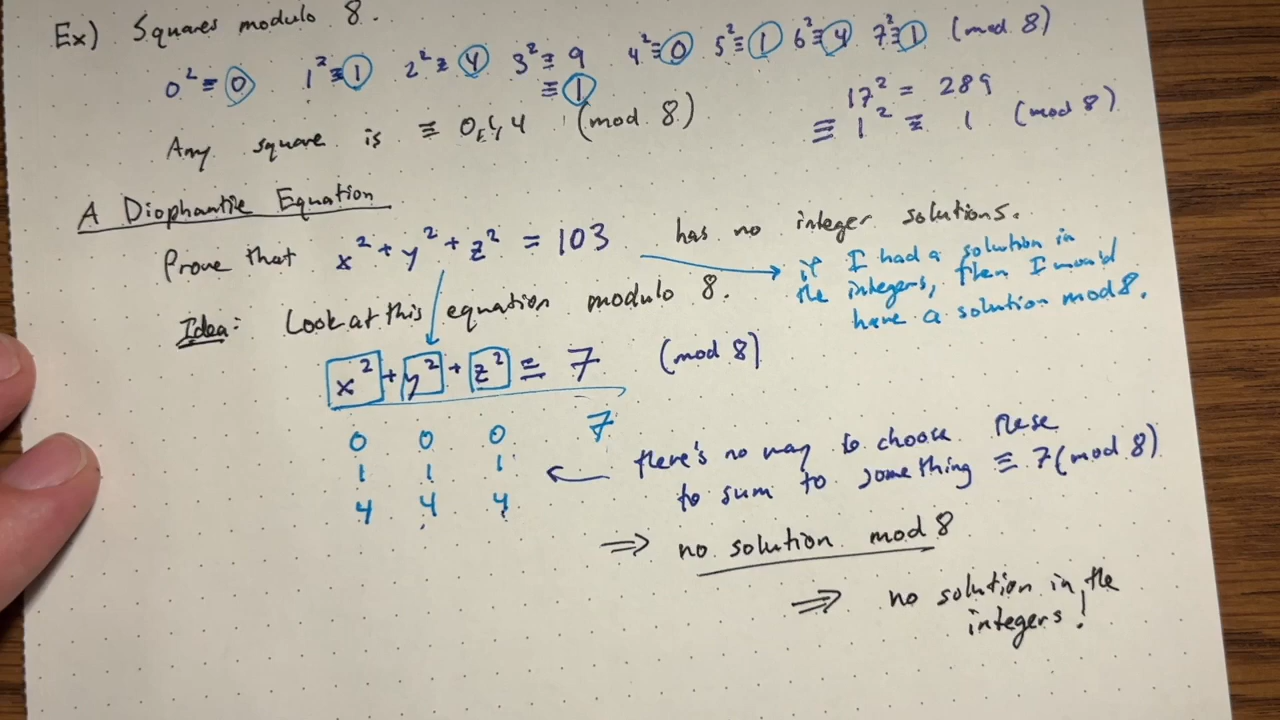 Ex) Squares modulo 8.
0² ≡ 0 1² ≡ 1 2² ≡ 4 3² ≡ 9 4² ≡ 0 5² ≡ 1 6² ≡ 4 7² ≡ 1 (mod 8)
≡ 1
17² = 289
≡ 1² ≡ 1 (mod 8)
Any square is ≡ 0, 1, 4 (mod 8)
A Diophantine Equation
Prove that x² + y² + z² = 103 has no integer solutions.
if I had a solution in
the integers, then I would
have a solution mod 8.
Idea: Look at this equation modulo 8.
x² + y² + z² ≡ 7 (mod 8)
0 0 0 7
1 1 1
4 4 4
there's no way to choose these
to sum to something ≡ 7 (mod 8)
⇒ no solution mod 8
⇒ no solution in the
integers!